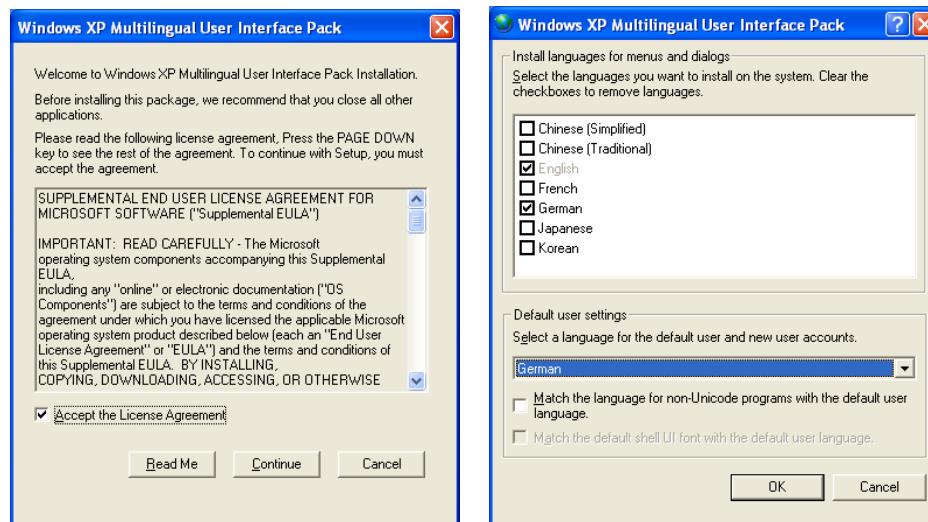 Windows XP Multilingual User Interface Pack
Welcome to Windows XP Multilingual User Interface Pack Installation.
Before installing this package, we recommend that you close all other
applications.
Please read the following license agreement, Press the PAGE DOWN
key to see the rest of the agreement. To continue with Setup, you must
accept the agreement.
SUPPLEMENTAL END USER LICENSE AGREEMENT FOR
MICROSOFT SOFTWARE ("Supplemental EULA")
IMPORTANT: READ CAREFULLY - The Microsoft
operating system components accompanying this Supplemental
EULA,
including any "online" or electronic documentation ("OS
Components") are subject to the terms and conditions of the
agreement under which you have licensed the applicable Microsoft
operating system product described below (each an "End User
License Agreement" or "EULA") and the terms and conditions of
this Supplemental EULA. BY INSTALLING,
COPYING, DOWNLOADING, ACCESSING, OR OTHERWISE
Accept the License Agreement
Read Me Continue Cancel
Windows XP Multilingual User Interface Pack
Install languages for menus and dialogs
Select the languages you want to install on the system. Clear the
checkboxes to remove languages.
Chinese (Simplified)
Chinese (Traditional)
English
French
German
Japanese
Korean
Default user settings
Select a language for the default user and new user accounts.
German
Match the language for non-Unicode programs with the default user
language.
Match the default shell UI font with the default user language.
OK Cancel